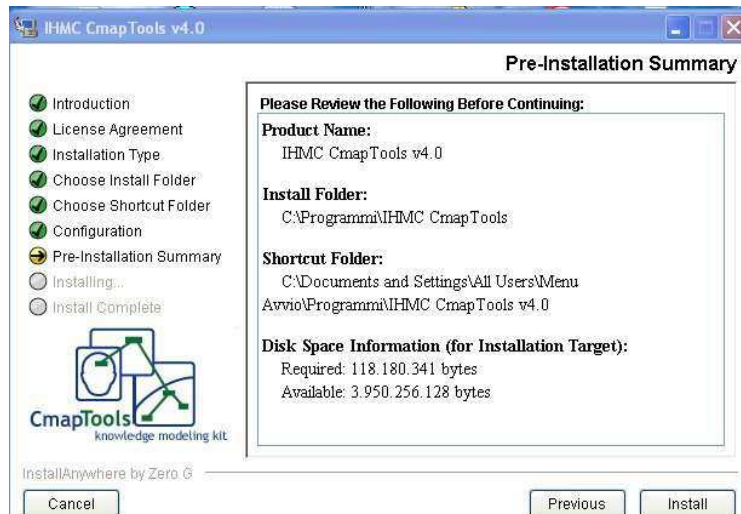 IHMC CmapTools v4.0
Pre-Installation Summary
Introduction
License Agreement
Installation Type
Choose Install Folder
Choose Shortcut Folder
Configuration
Pre-Installation Summary
Installing...
Install Complete
CmapTools
knowledge modeling kit
Please Review the Following Before Continuing:
Product Name:
IHMC CmapTools v4.0
Install Folder:
C:\Programmi\IHMC CmapTools
Shortcut Folder:
C:\Documents and Settings\All Users\Menu
Avvio\Programmi\IHMC CmapTools v4.0
Disk Space Information (for Installation Target):
Required: 118.180.341 bytes
Available: 3.950.256.128 bytes
InstallAnywhere by Zero G
Cancel
Previous
Install